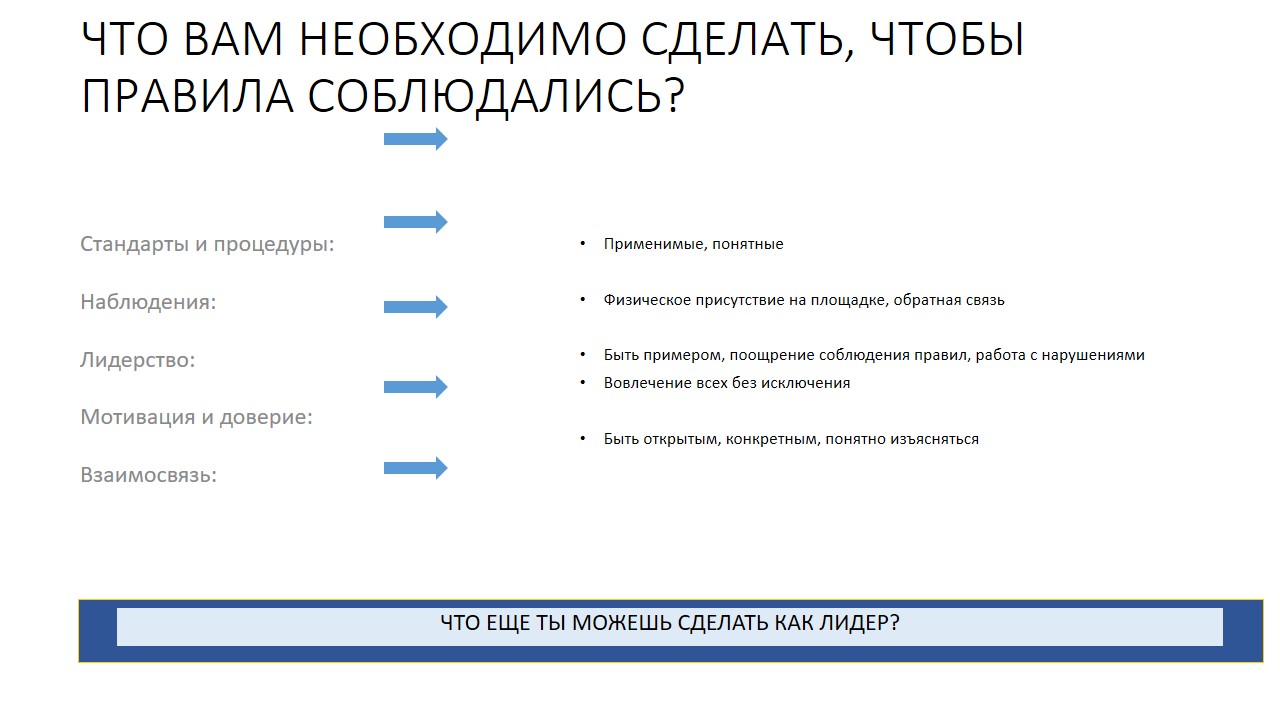 ЧТО ВАМ НЕОБХОДИМО СДЕЛАТЬ, ЧТОБЫ
ПРАВИЛА СОБЛЮДАЛИСЬ?
Стандарты и процедуры:
• Применимые, понятные
Наблюдения:
• Физическое присутствие на площадке, обратная связь
Лидерство:
• Быть примером, поощрение соблюдения правил, работа с нарушениями
• Вовлечение всех без исключения
Мотивация и доверие:
• Быть открытым, конкретным, понятно изъясняться
Взаимосвязь:
ЧТО ЕЩЕ ТЫ МОЖЕШЬ СДЕЛАТЬ КАК ЛИДЕР?